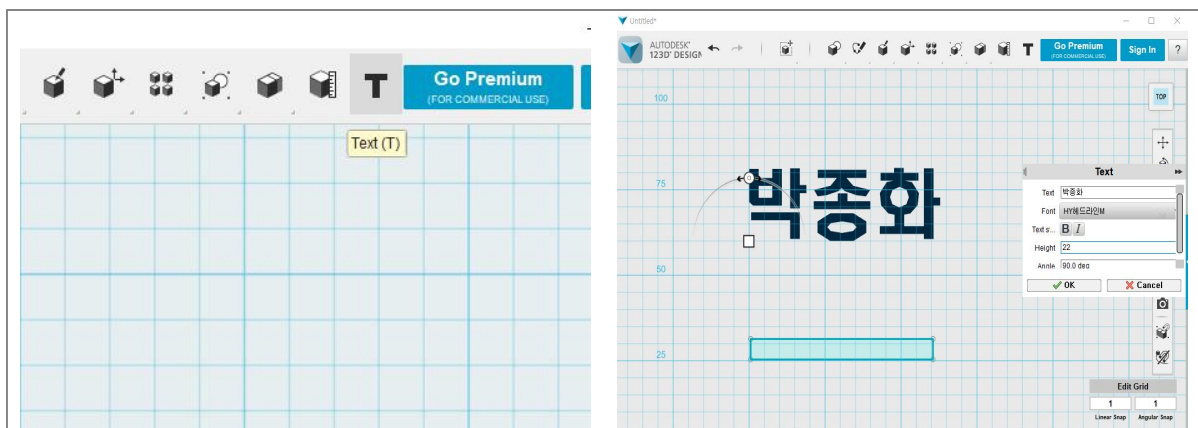 Go Premium
(FOR COMMERCIAL USE)
Text (T)
Untitled*
AUTODESK®
123D® DESIGN
T
Go Premium
(FOR COMMERCIAL USE)
Sign In
?
100
TOP
75
박종화
Text
Text 박종화
Font HY헤드라인M
Text s... B I
Height 22
Angle 90.0 deg
OK Cancel
50
25
Edit Grid
1 1
Linear Snap Angular Snap